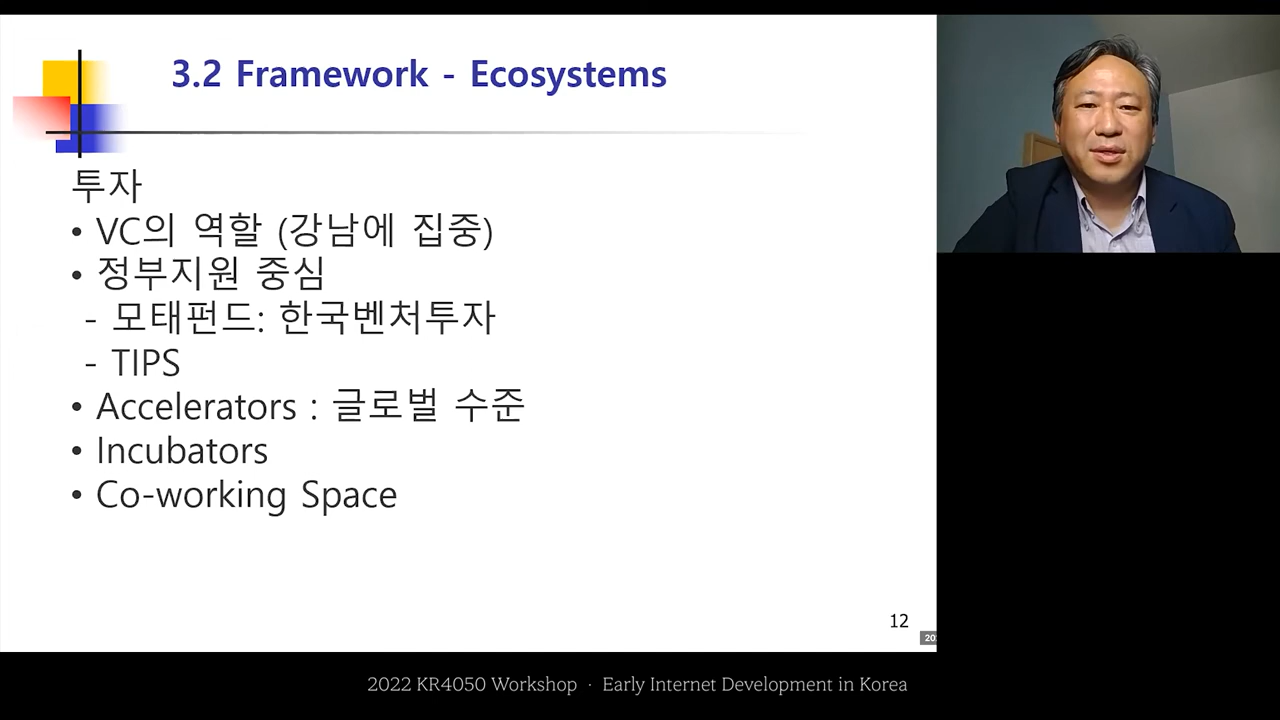 3.2 Framework - Ecosystems
투자
• VC의 역할 (강남에 집중)
• 정부지원 중심
- 모태펀드: 한국벤처투자
- TIPS
• Accelerators : 글로벌 수준
• Incubators
• Co-working Space
12
20
2022 KR4050 Workshop · Early Internet Development in Korea